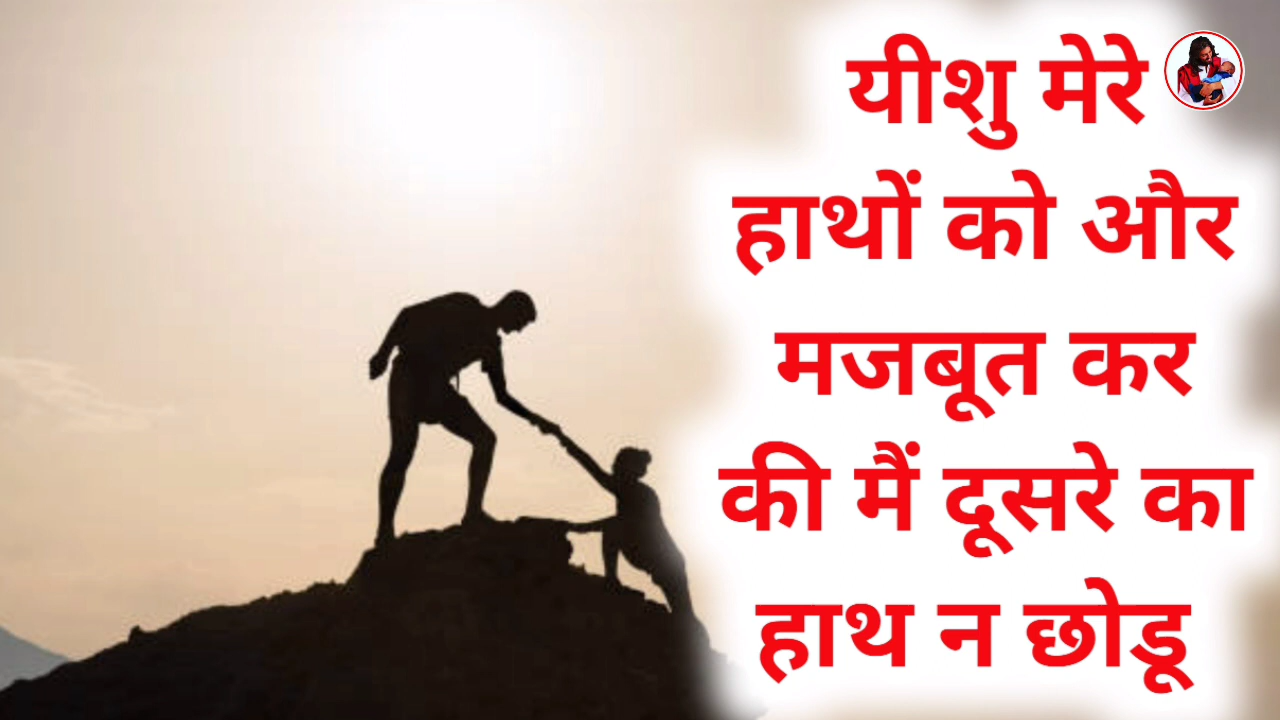 यीशु मेरे
हाथों को और
मजबूत कर
की मैं दूसरे का
हाथ न छोडू